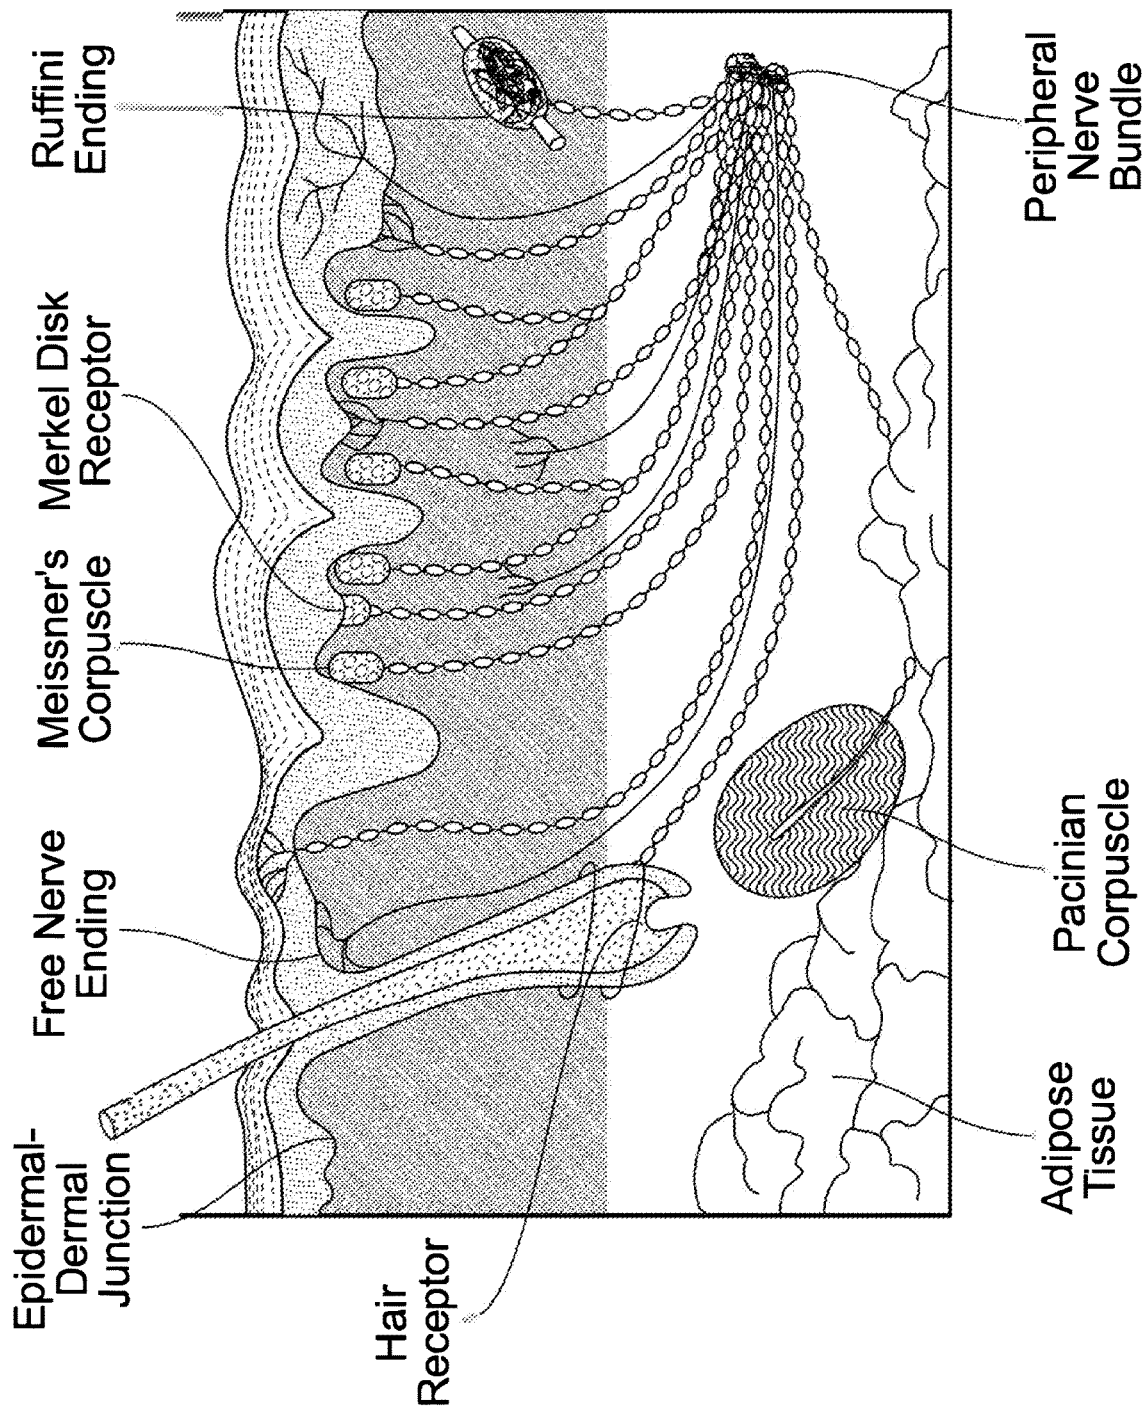 Epidermal-
Dermal
Junction
Free Nerve
Ending
Meissner's
Corpuscle
Merkel Disk
Receptor
Ruffini
Ending
Hair
Receptor
Adipose
Tissue
Pacinian
Corpuscle
Peripheral
Nerve
Bundle